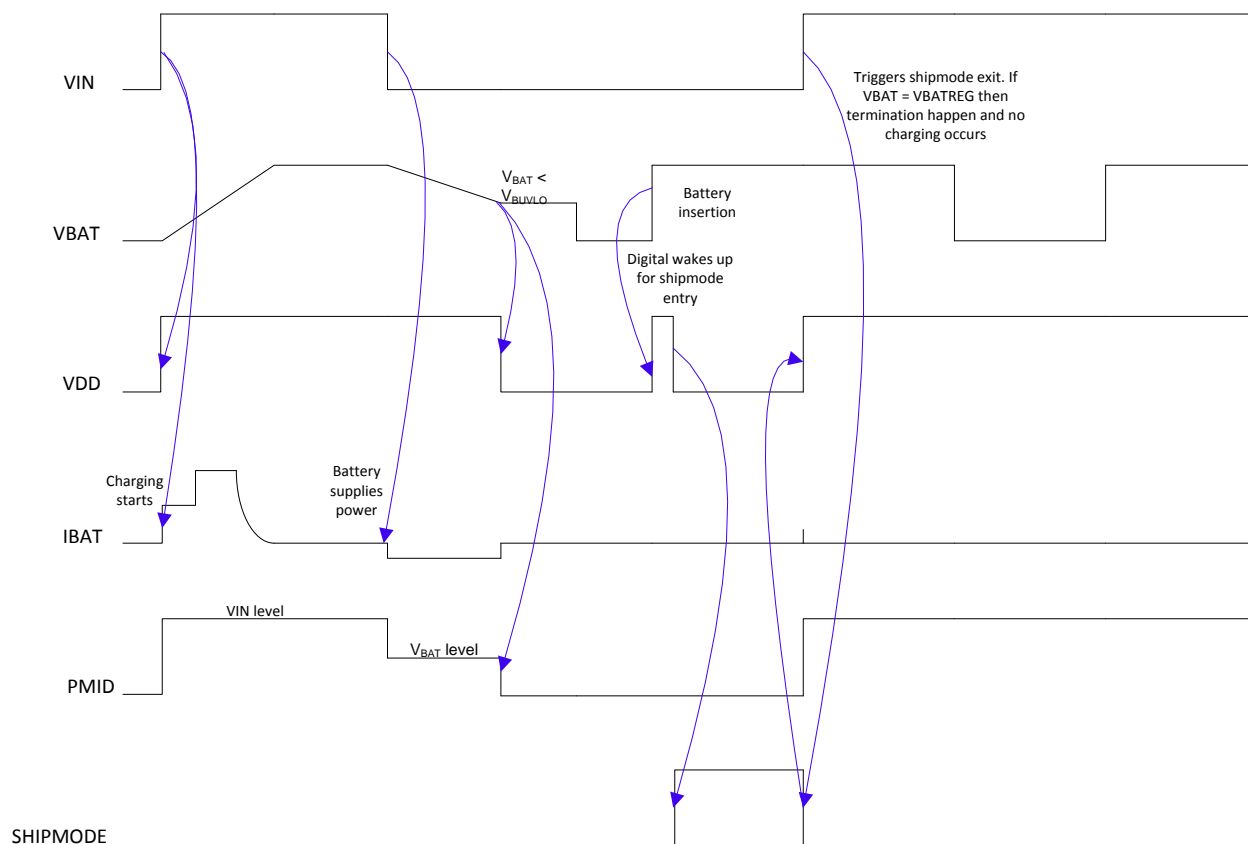 VIN
Triggers shipmode exit. If
VBAT = VBATREG then
termination happen and no
charging occurs
VBAT
VBAT <
VBUVLO
Battery
insertion
Digital wakes up
for shipmode
entry
VDD
Charging
starts
Battery
supplies
power
IBAT
VIN level
VBAT level
PMID
SHIPMODE